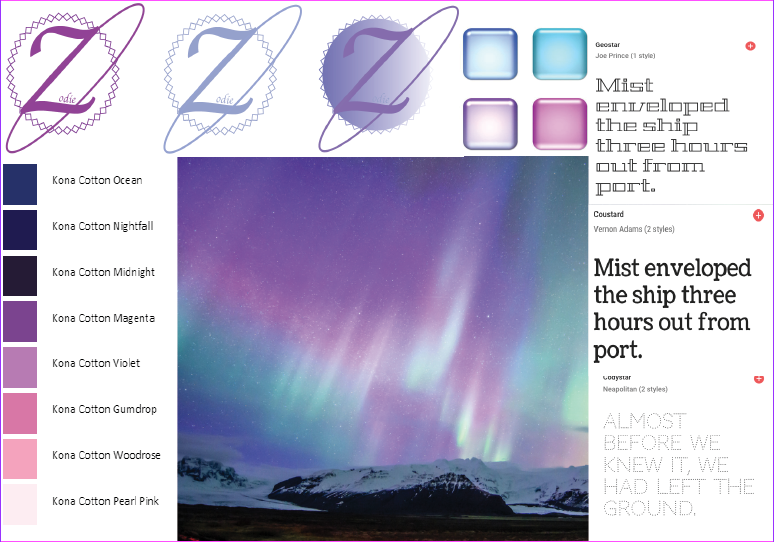 Z
odie
Z
odie
Z
odie
Kona Cotton Ocean
Kona Cotton Nightfall
Kona Cotton Midnight
Kona Cotton Magenta
Kona Cotton Violet
Kona Cotton Gumdrop
Kona Cotton Woodrose
Kona Cotton Pearl Pink
Geostar
Joe Prince (1 style)
Mist
enveloped
the ship
three hours
out from
port.
Coustard
Vernon Adams (2 styles)
Mist enveloped
the ship three
hours out from
port.
Codystar
Neapolitan (2 styles)
ALMOST
BEFORE WE
KNEW IT, WE
HAD LEFT THE
GROUND.